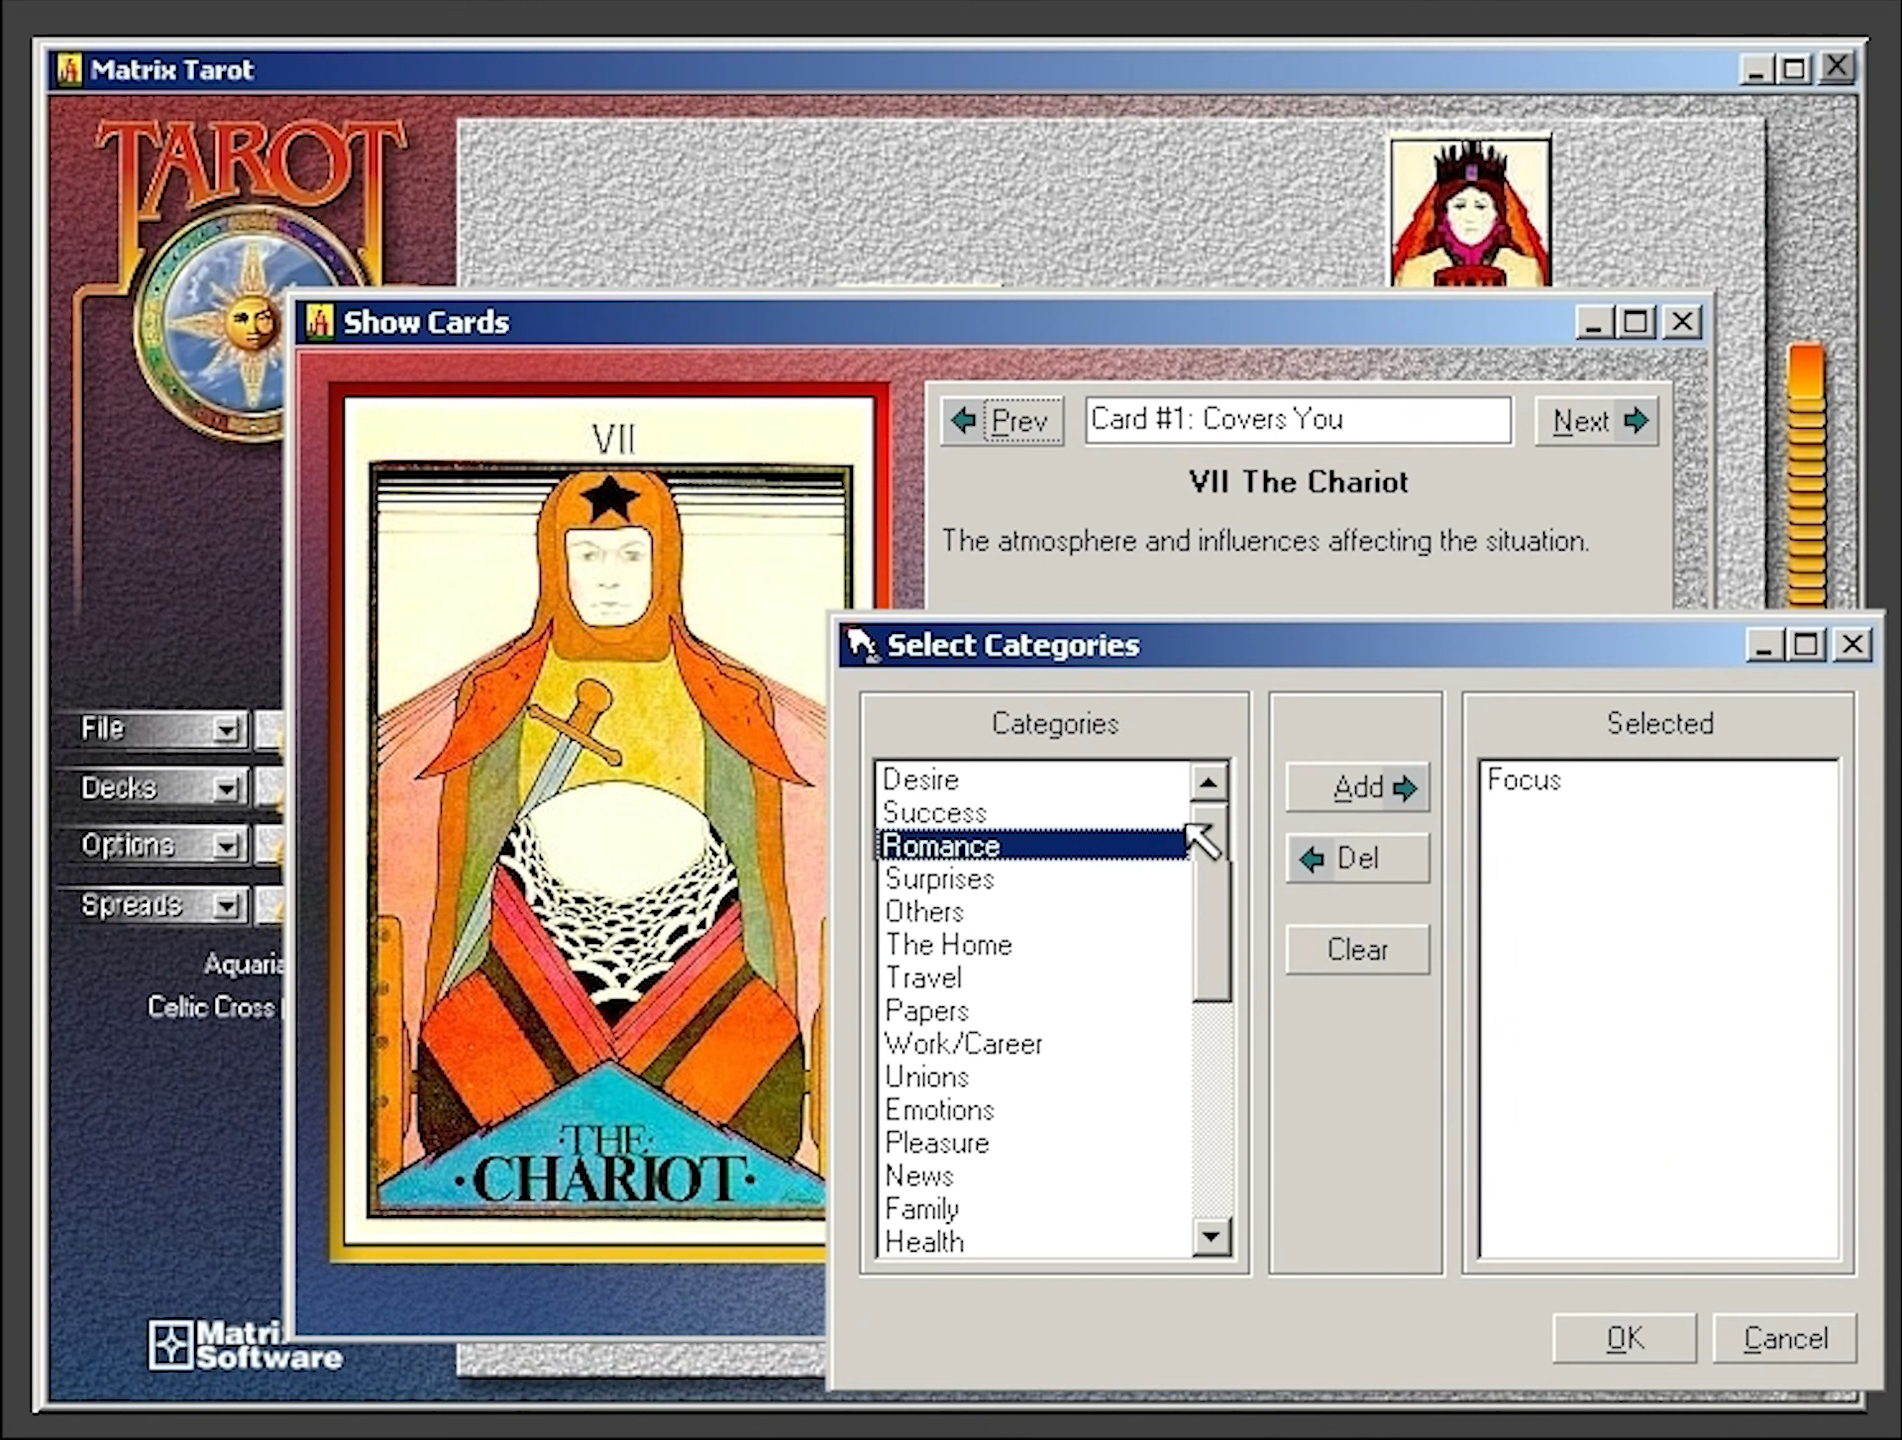 Matrix Tarot
TAROT
Show Cards
VII
Prev
Card #1: Covers You
Next
VII The Chariot
The atmosphere and influences affecting the situation.
THE
CHARIOT
Select Categories
Categories
Desire
Success
Romance
Surprises
Others
The Home
Travel
Papers
Work/Career
Unions
Emotions
Pleasure
News
Family
Health
Add
Del
Clear
Selected
Focus
OK
Cancel
File
Decks
Options
Spreads
Celtic Cross
Software